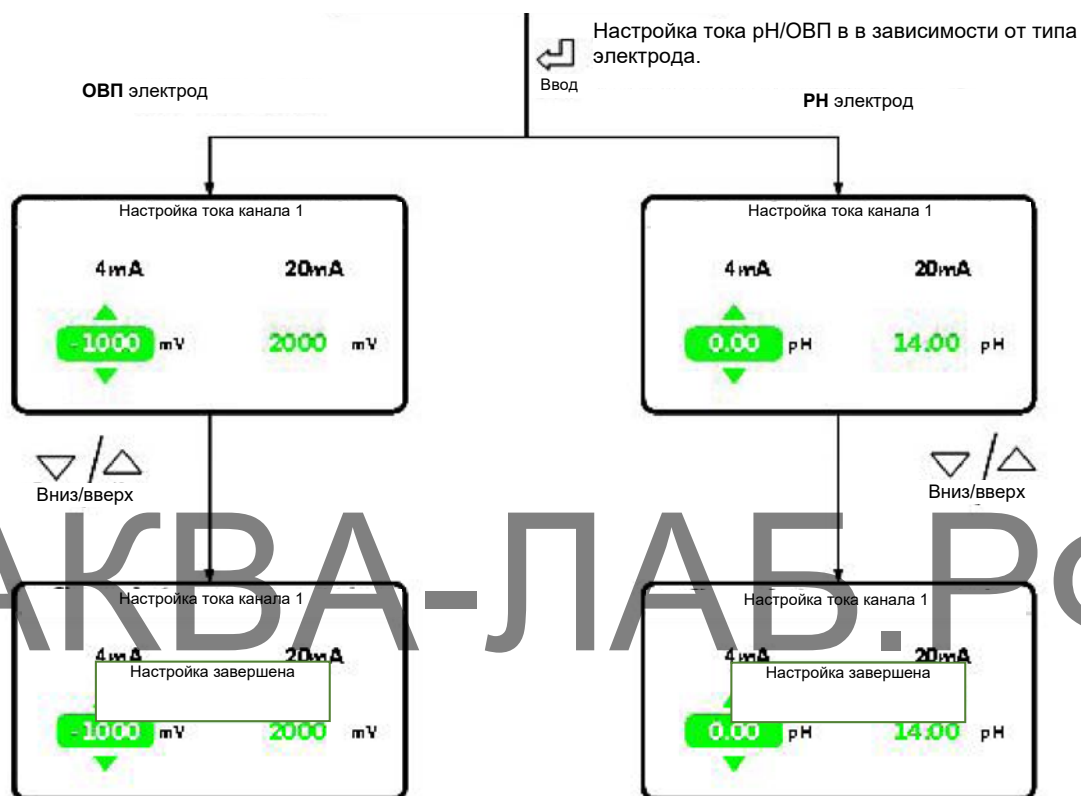 Настройка тока pH/ОВП в в зависимости от типа
электрода.
Ввод
ОВП электрод
PH электрод
Настройка тока канала 1
4mA 20mA
-1000 mV 2000 mV
Настройка тока канала 1
4mA 20mA
0.00 pH 14.00 pH
Вниз/вверх
Вниз/вверх
АКВА-ЛАБ.РФ
Настройка тока канала 1
4mA 20mA
Настройка завершена
-1000 mV 2000 mV
Настройка тока канала 1
4mA 20mA
Настройка завершена
0.00 pH 14.00 pH